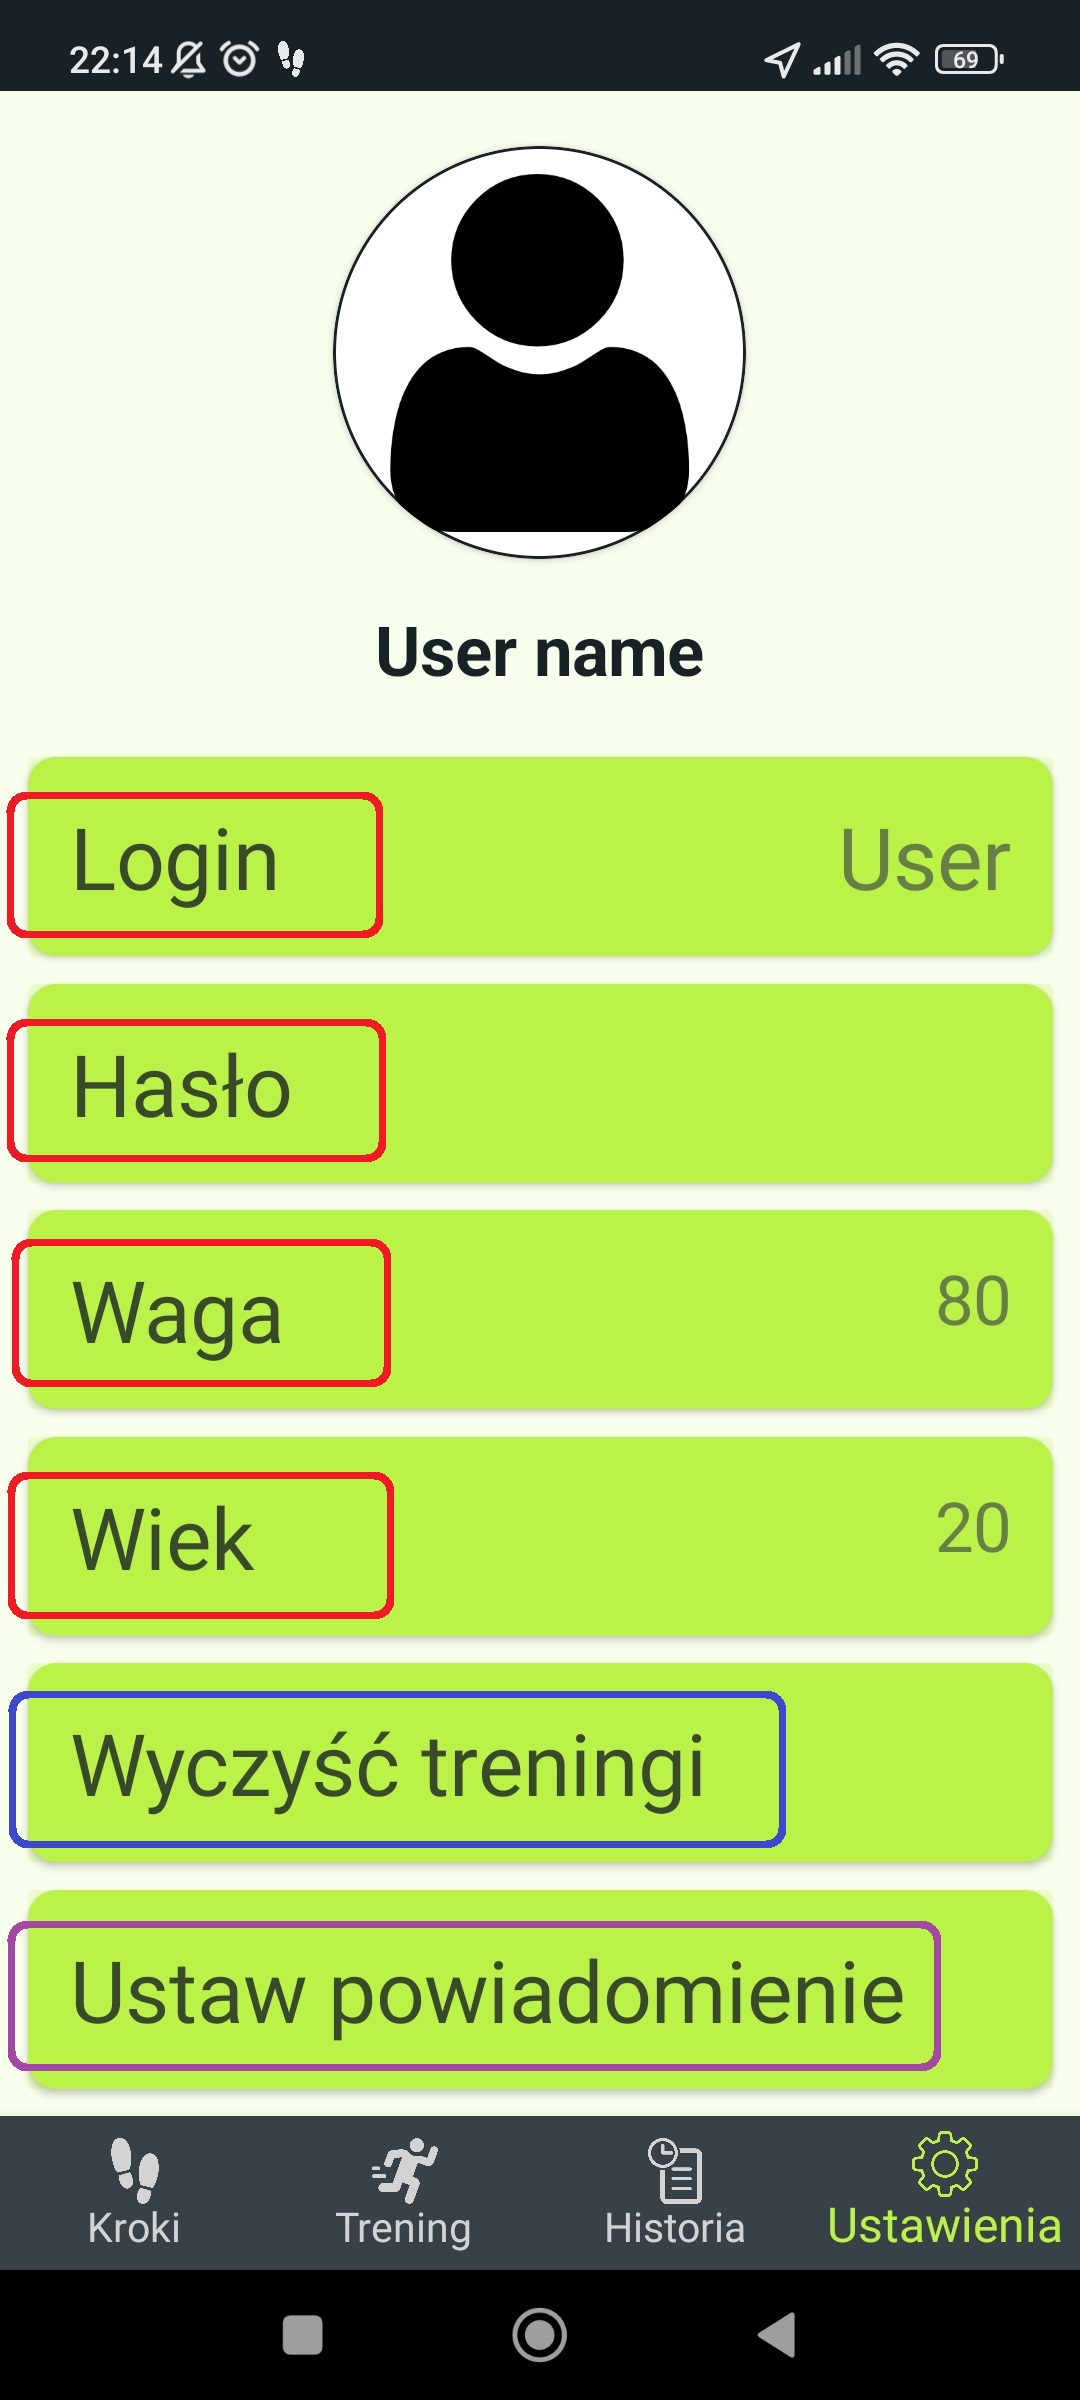 22:14
69
User name
Login User
Hasło
Waga 80
Wiek 20
Wyczyść treningi
Ustaw powiadomienie
Kroki Trening Historia Ustawienia